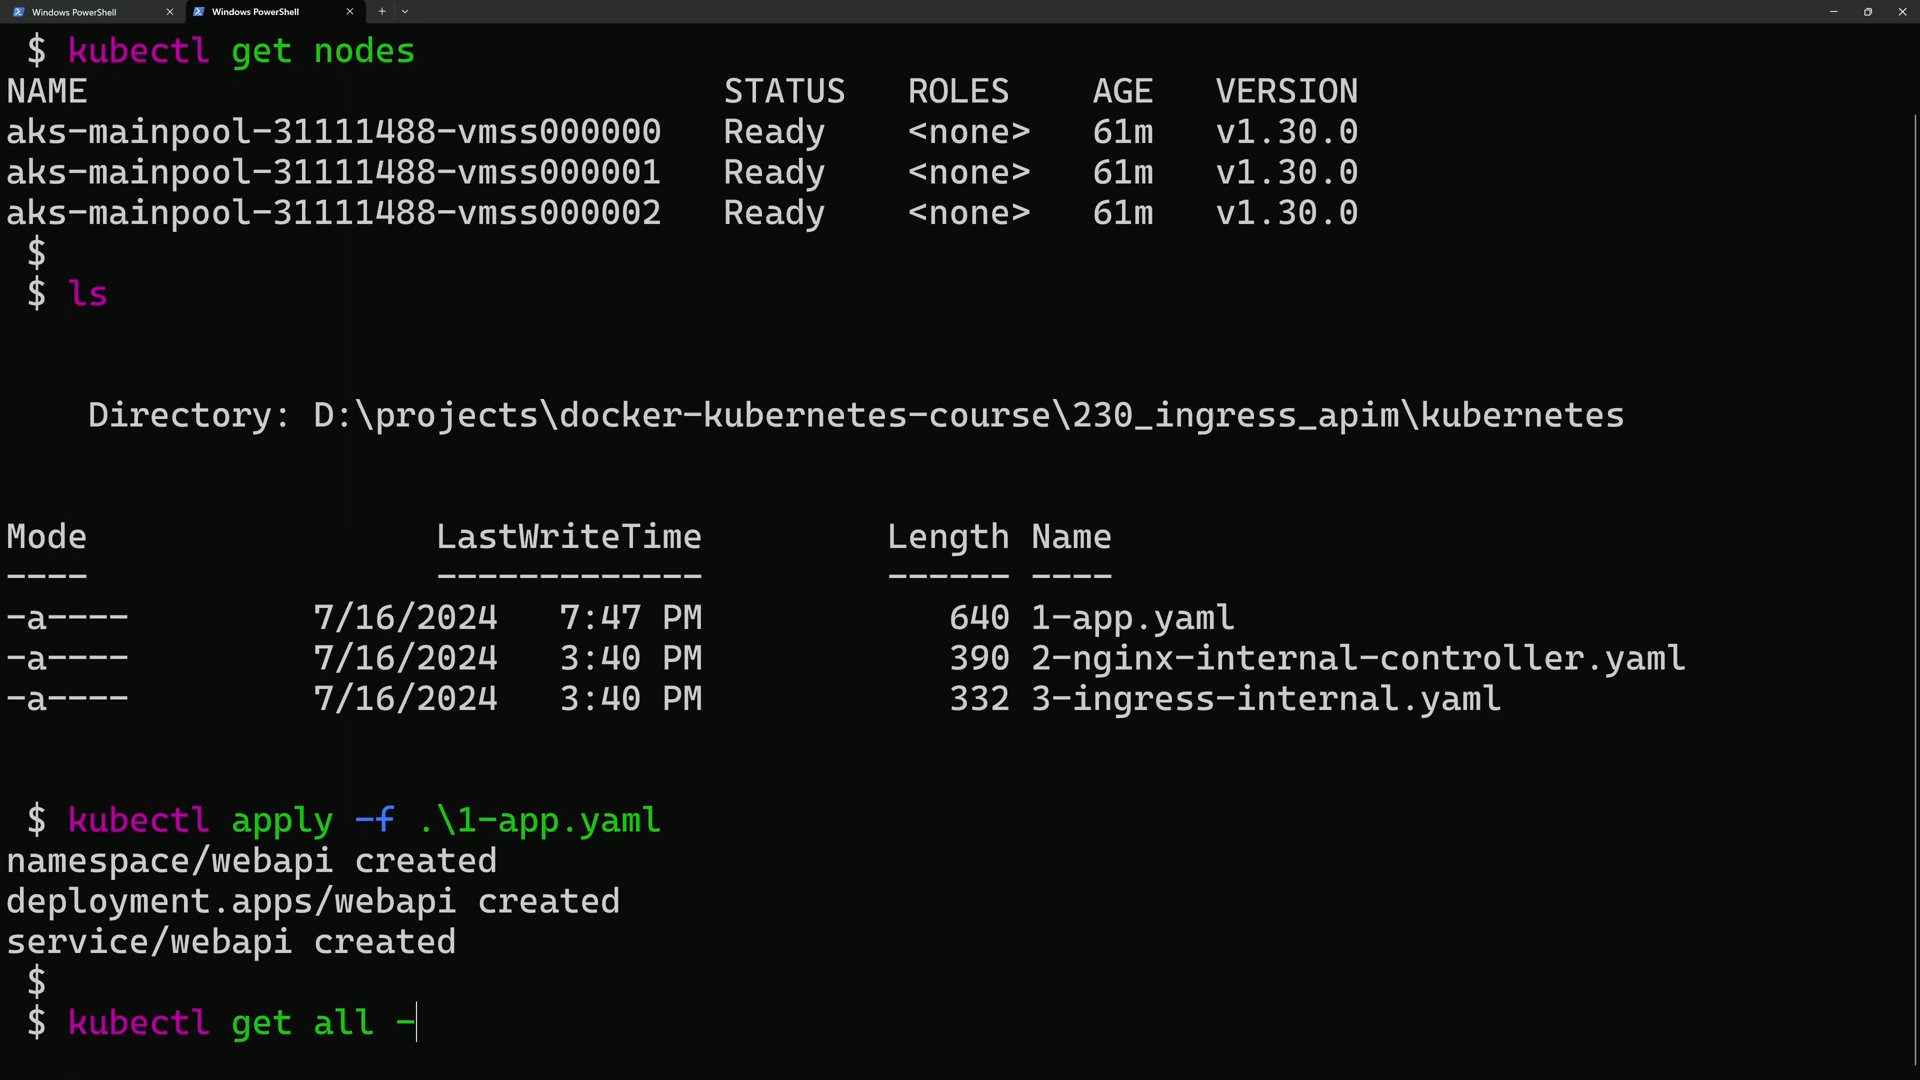 Windows PowerShell
Windows PowerShell
$ kubectl get nodes
NAME STATUS ROLES AGE VERSION
aks-mainpool-31111488-vmss000000 Ready <none> 61m v1.30.0
aks-mainpool-31111488-vmss000001 Ready <none> 61m v1.30.0
aks-mainpool-31111488-vmss000002 Ready <none> 61m v1.30.0
$
$ ls
Directory: D:\projects\docker-kubernetes-course\230_ingress_apim\kubernetes
Mode LastWriteTime Length Name
---- ------------- ------ ----
-a---- 7/16/2024 7:47 PM 640 1-app.yaml
-a---- 7/16/2024 3:40 PM 390 2-nginx-internal-controller.yaml
-a---- 7/16/2024 3:40 PM 332 3-ingress-internal.yaml
$ kubectl apply -f .\1-app.yaml
namespace/webapi created
deployment.apps/webapi created
service/webapi created
$
$ kubectl get all -